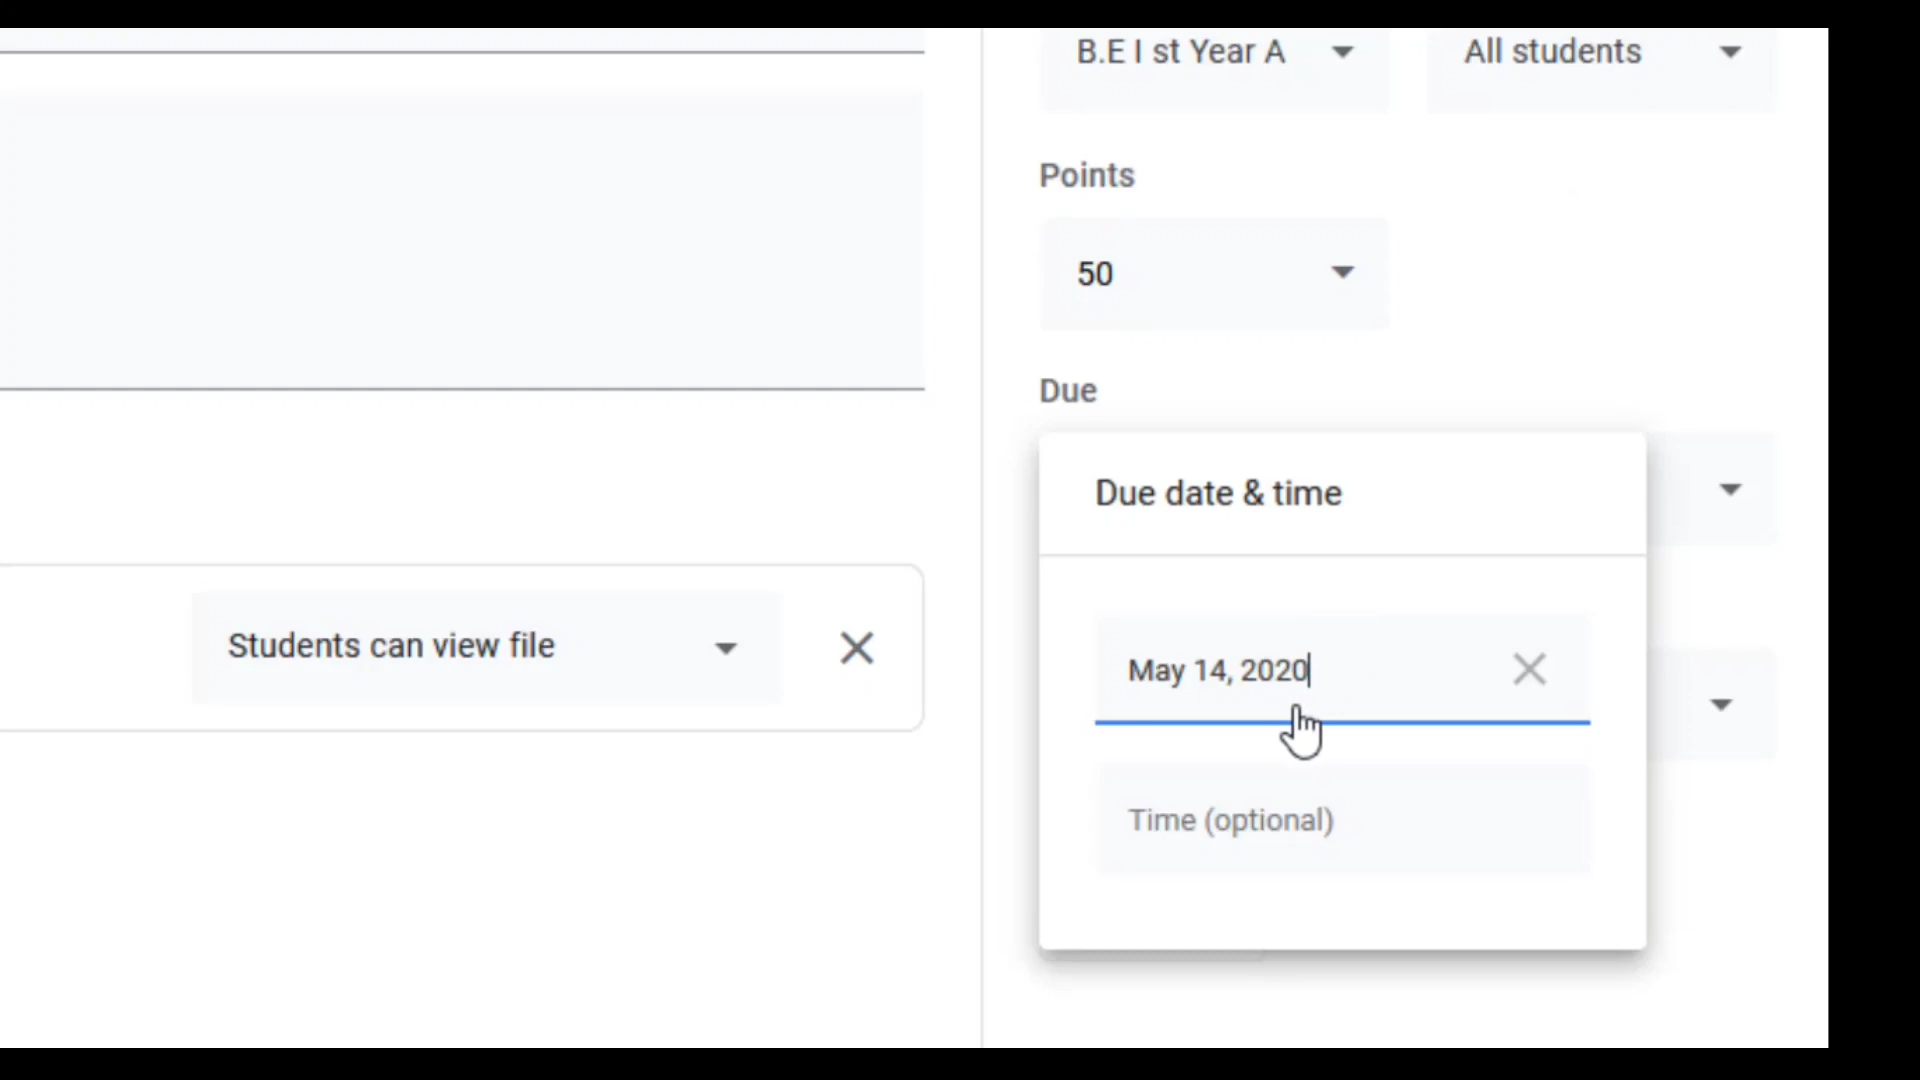 B.E I st Year A
All students
Points
50
Due
Due date & time
Students can view file
May 14, 2020
Time (optional)